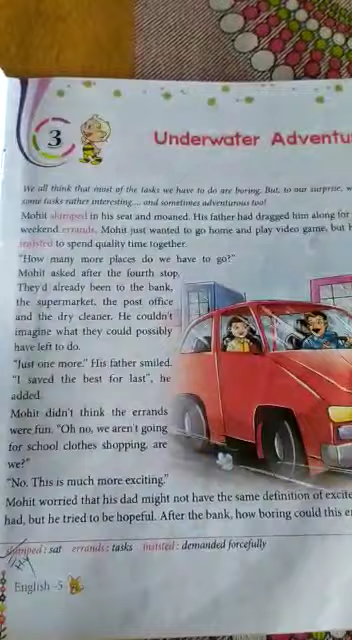 3
Underwater Adventu
We all think that most of the tasks we have to do are boring. But, to our surprise, w
some tasks rather interesting.... and sometimes adventurous too!
Mohit slumped in his seat and moaned. His father had dragged him along for
weekend errands. Mohit just wanted to go home and play video game, but h
insisted to spend quality time together.
"How many more places do we have to go?"
Mohit asked after the fourth stop.
They'd already been to the bank,
the supermarket, the post office
and the dry cleaner. He couldn't
imagine what they could possibly
have left to do.
"Just one more." His father smiled.
"I saved the best for last", he
added.
Mohit didn't think the errands
were fun. "Oh no, we aren't going
for school clothes shopping, are
we?"
"No. This is much more exciting."
Mohit worried that his dad might not have the same definition of excite
had, but he tried to be hopeful. After the bank, how boring could this e
slumped : sat errands : tasks insisted : demanded forcefully
English -5